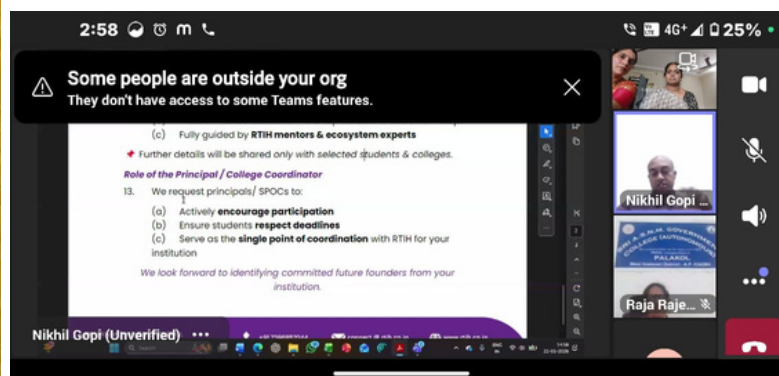 2:58
4G+ 25%
Some people are outside your org
They don't have access to some Teams features.
(c) Fully guided by RTIH mentors & ecosystem experts
Further details will be shared only with selected students & colleges.
Role of the Principal / College Coordinator
13. We request principals/ SPOCs to:
(a) Actively encourage participation
(b) Ensure students respect deadlines
(c) Serve as the single point of coordination with RTIH for your
institution
We look forward to identifying committed future founders from your
institution.
Nikhil Gopi ...
GOVERNMENT
COLLEGE (AUTONOMOUS)
PALAKOL
Raja Raje...
Nikhil Gopi (Unverified)
Search